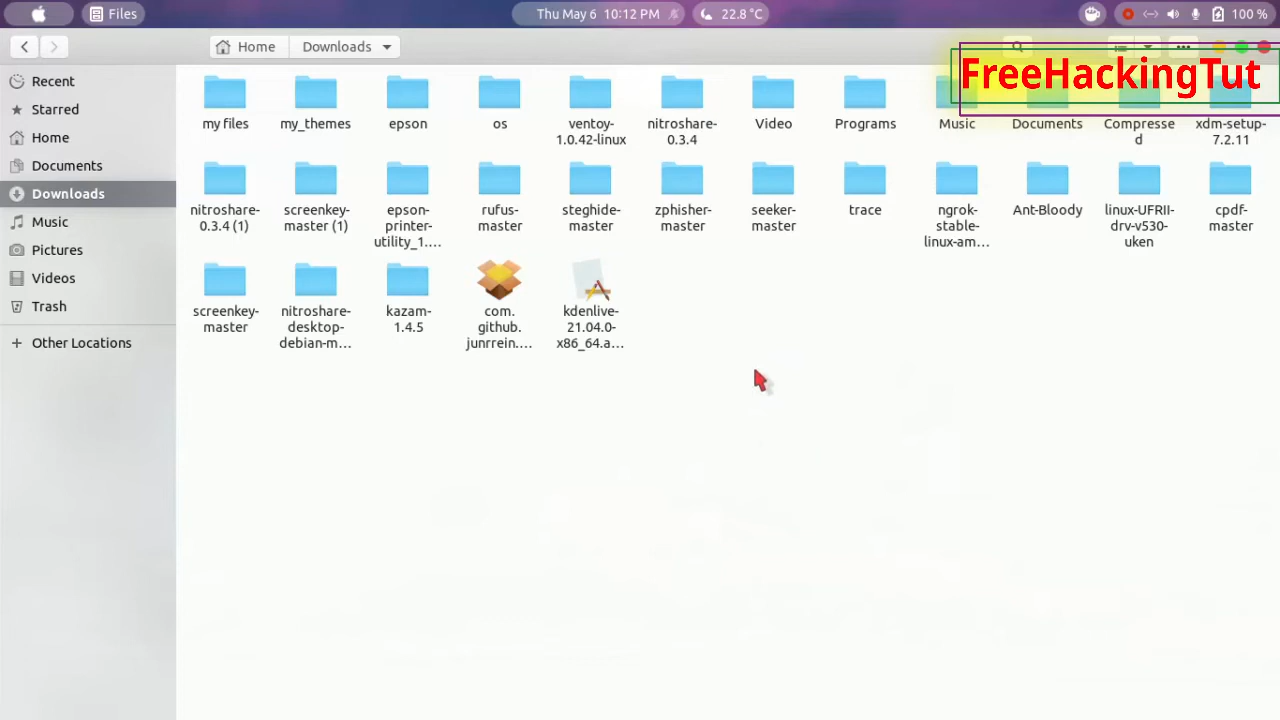 Files
Thu May 6 10:12 PM
22.8 °C
100 %
Home
Downloads
FreeHackingTut
Recent
Starred
Home
Documents
Downloads
Music
Pictures
Videos
Trash
Other Locations
my files
my_themes
epson
os
ventoy-
1.0.42-linux
nitroshare-
0.3.4
Video
Programs
Music
Documents
Compresse
d
xdm-setup-
7.2.11
nitroshare-
0.3.4 (1)
screenkey-
master (1)
epson-
printer-
utility_1....
rufus-
master
steghide-
master
zphisher-
master
seeker-
master
trace
ngrok-
stable-
linux-am...
Ant-Bloody
linux-UFRII-
drv-v530-
uken
cpdf-
master
screenkey-
master
nitroshare-
desktop-
debian-m...
kazam-
1.4.5
com.
github.
junrrein....
kdenlive-
21.04.0-
x86_64.a...